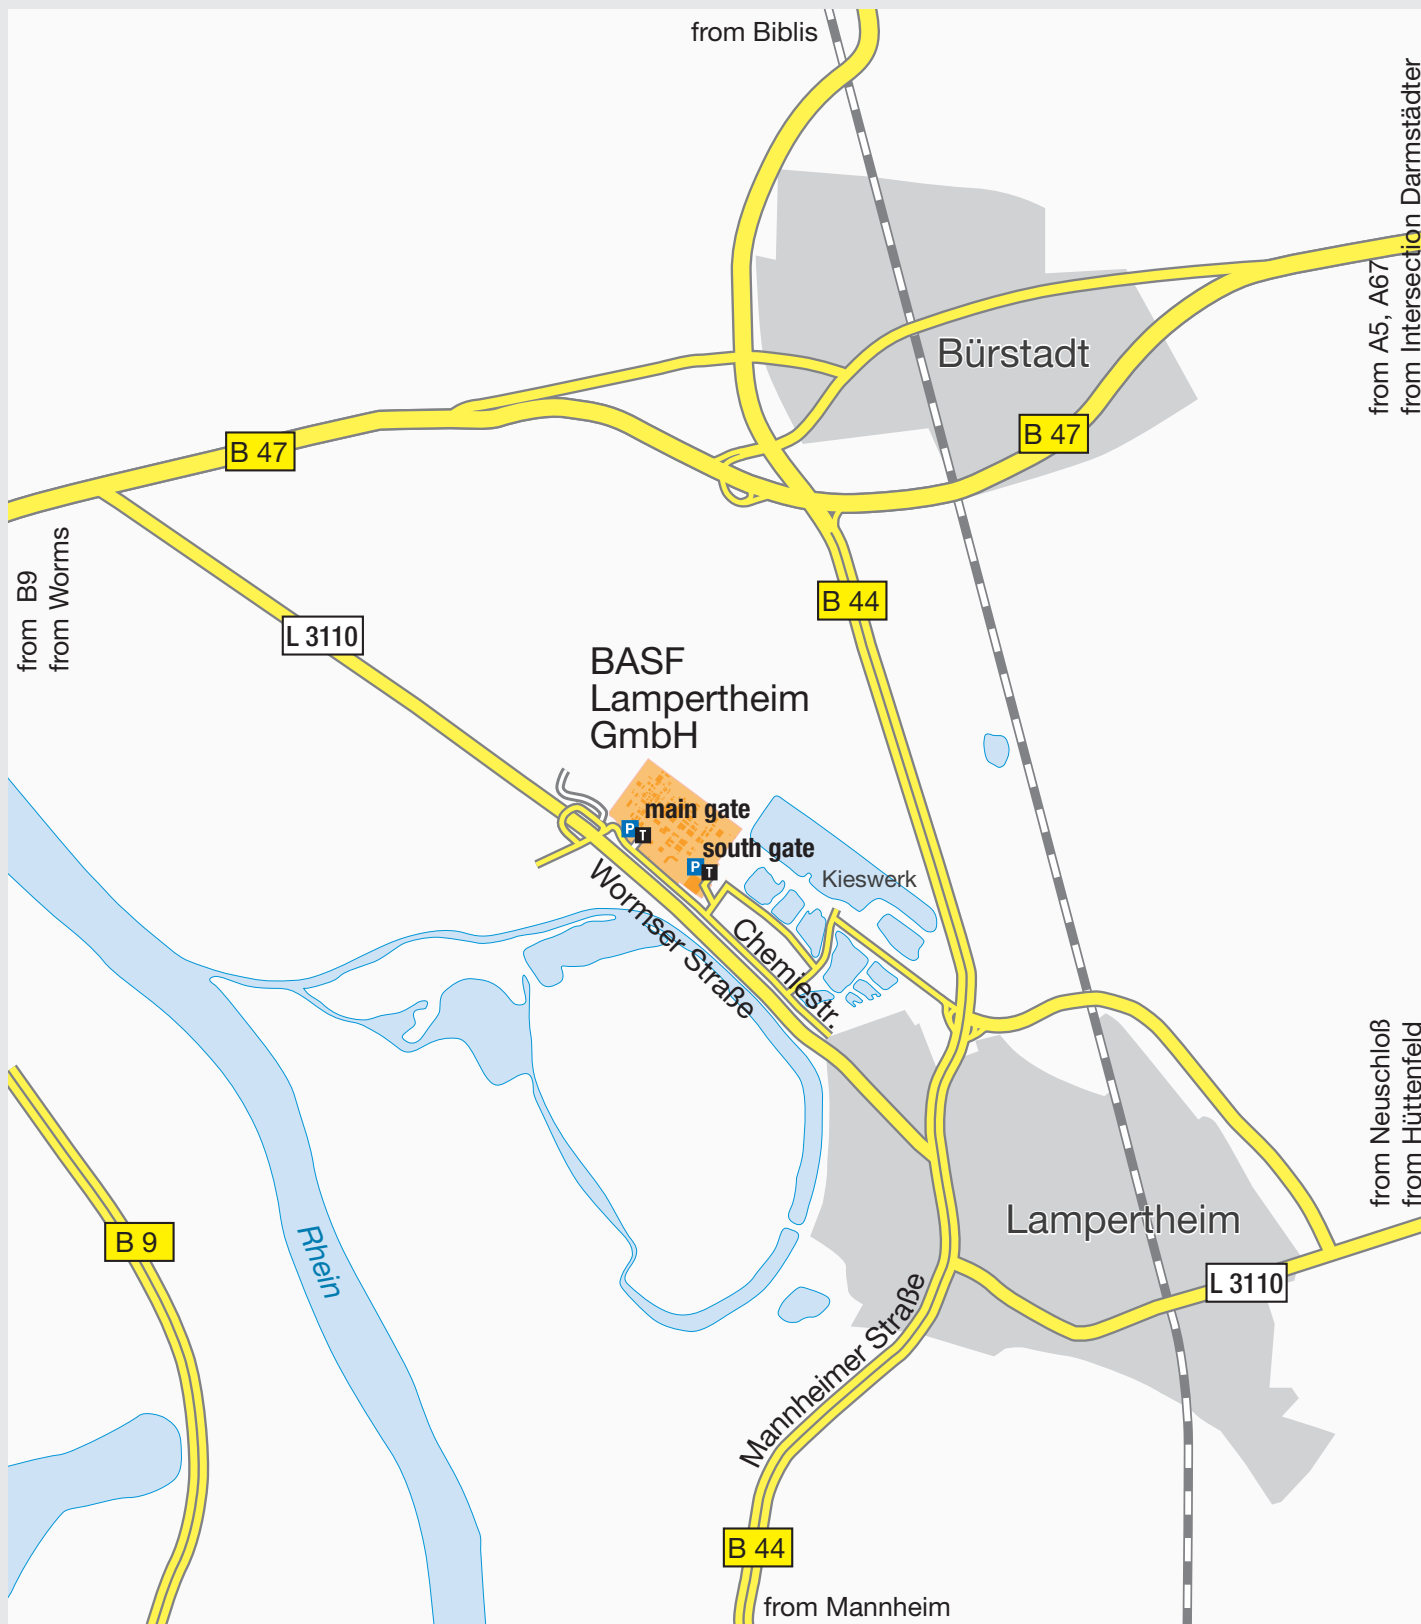 from Biblis
from A5, A67
from Intersection Darmstädter
Bürstadt
B 47
B 47
from B9
from Worms
B 44
L 3110
BASF
Lampertheim
GmbH
main gate
P
T
south gate
P
T
Kieswerk
Wormser Straße
Chemiestr.
from Neuschloß
from Hüttenfeld
Lampertheim
B 9
Rhein
L 3110
Mannheimer Straße
B 44
from Mannheim